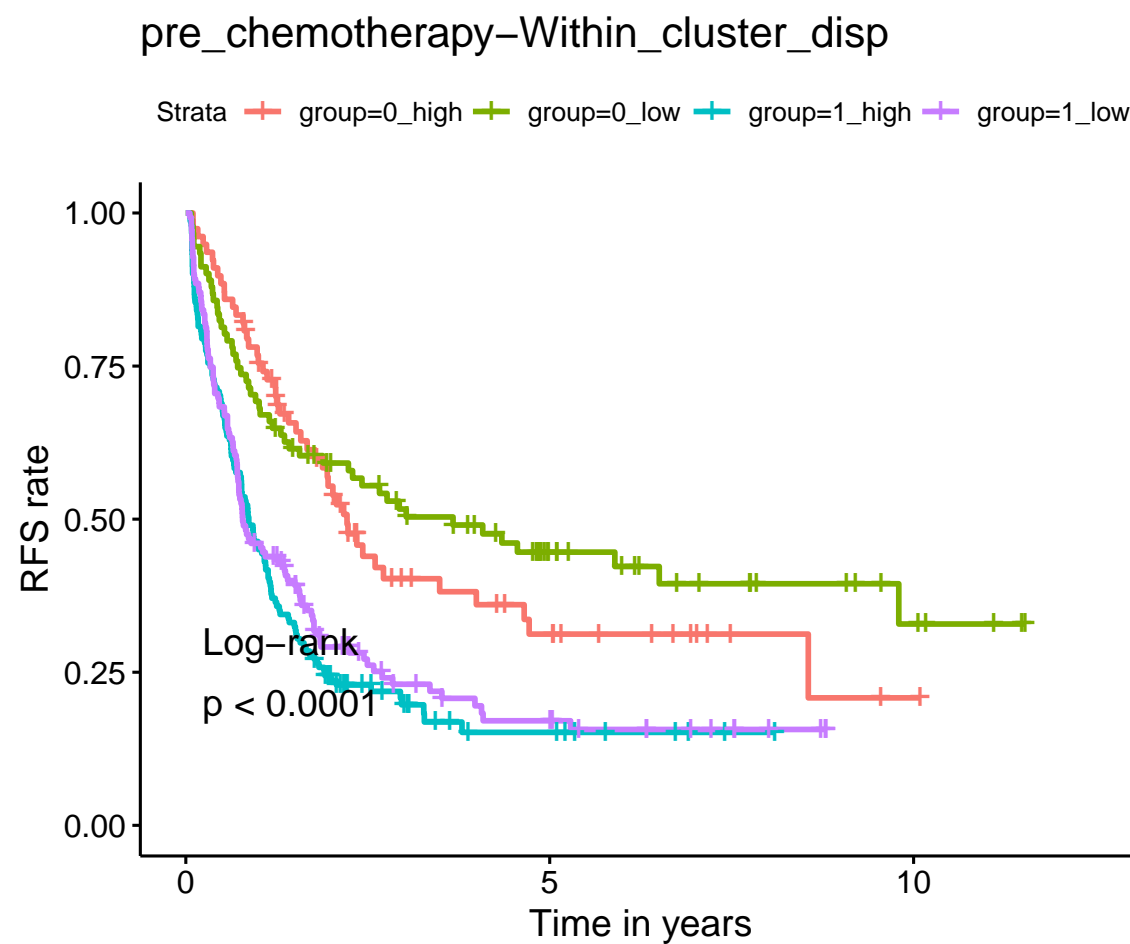 pre_chemotherapy−Within_cluster_disp
Strata group=0_high group=0_low group=1_high group=1_low
RFS rate
1.00
0.75
0.50
0.25
0.00
Log−rank
p < 0.0001
0 5 10
Time in years